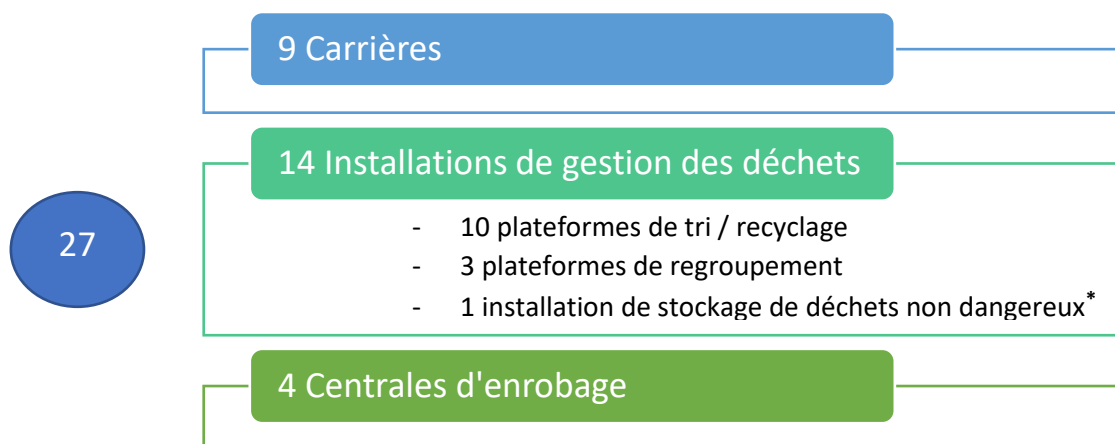 9 Carrières
14 Installations de gestion des déchets
27
- 10 plateformes de tri / recyclage
- 3 plateformes de regroupement
- 1 installation de stockage de déchets non dangereux*
4 Centrales d'enrobage